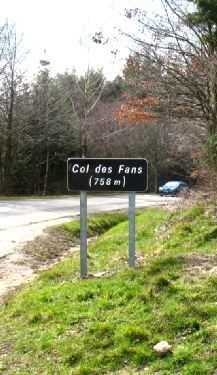 Col des Fans
(758 m)